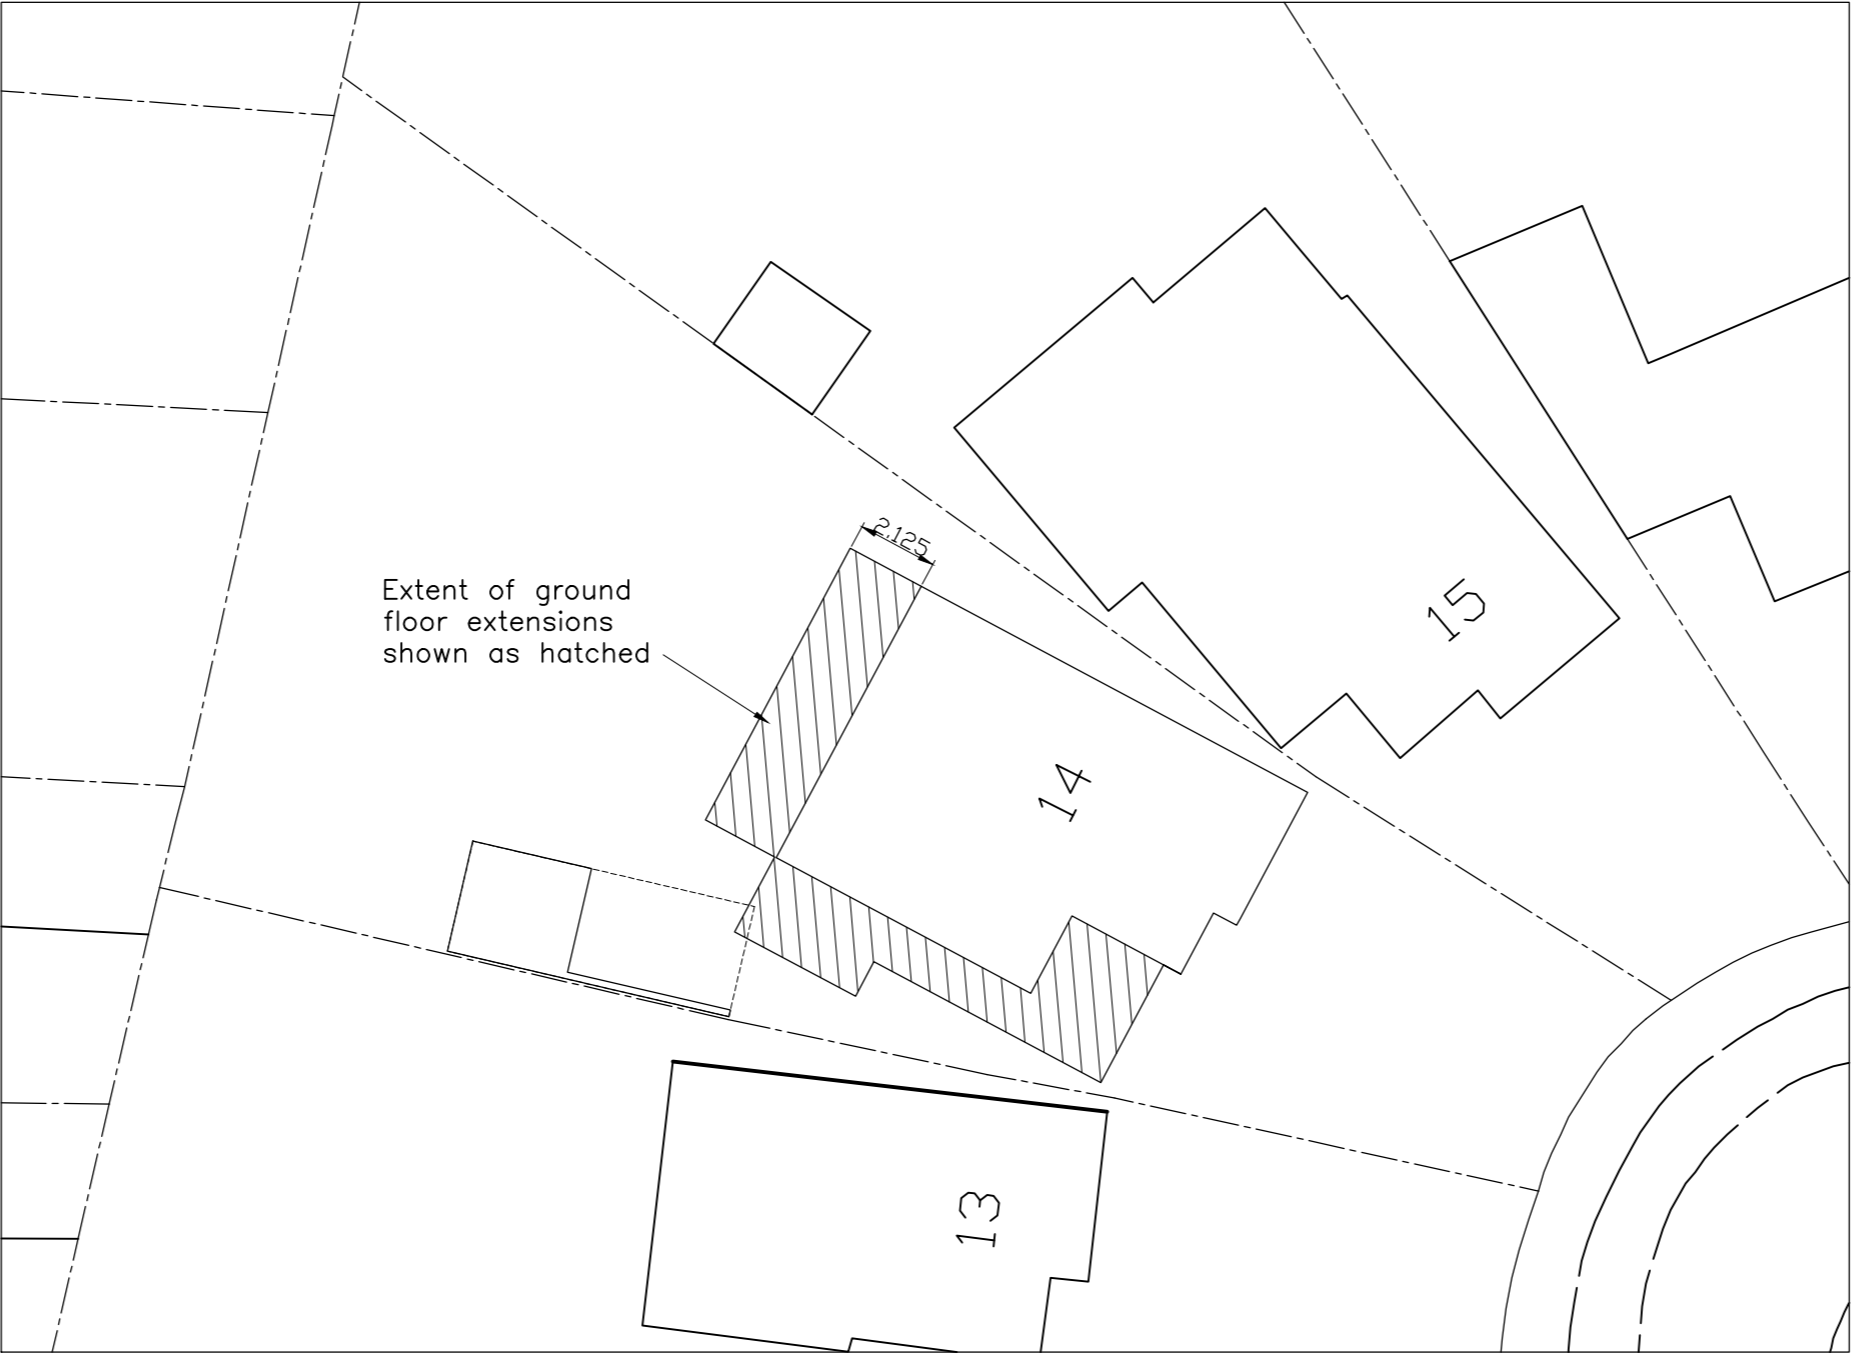 2.125
Extent of ground
floor extensions
shown as hatched
15
14
13